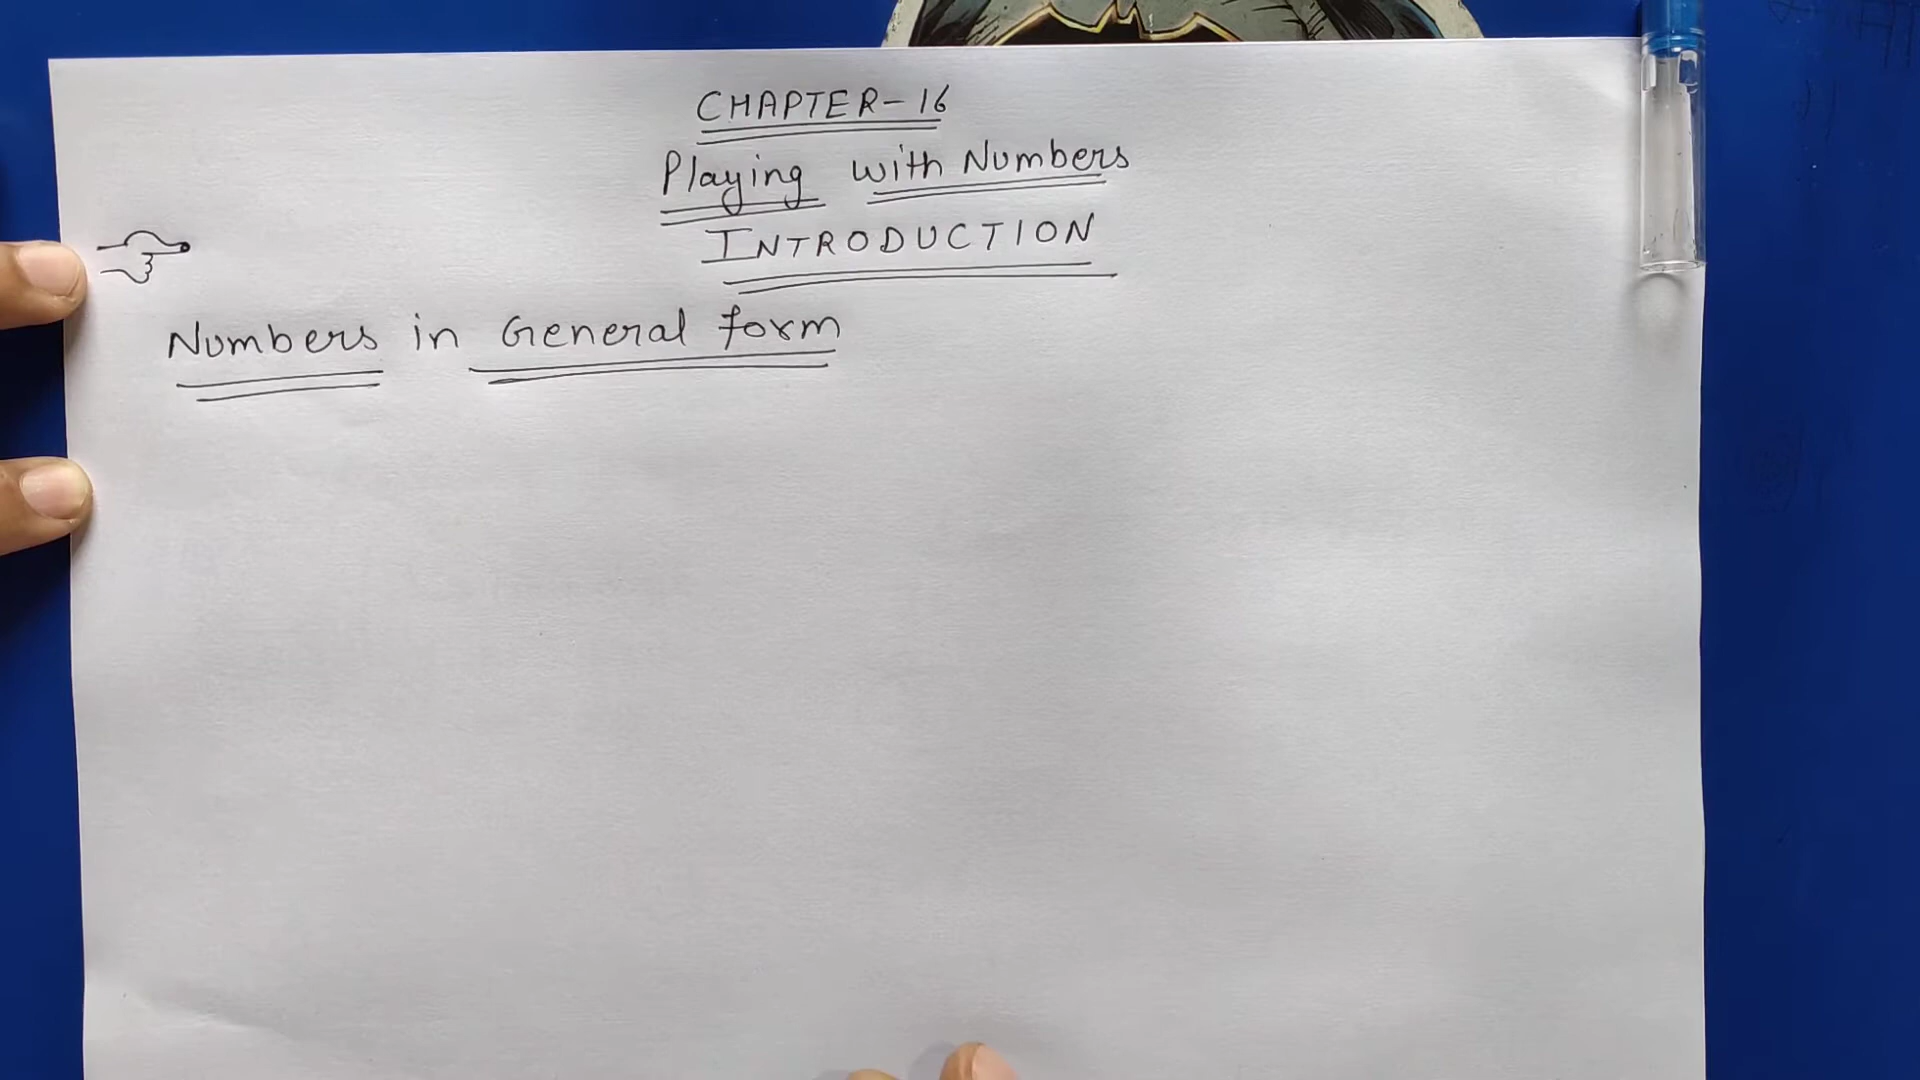 CHAPTER-16
Playing with Numbers
INTRODUCTION
Numbers in General form